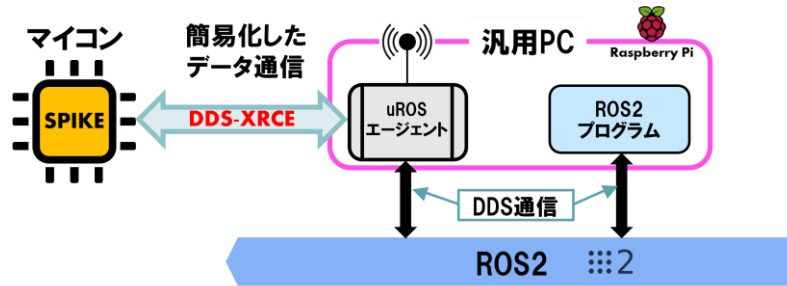 マイコン
簡易化した
データ通信
汎用PC
Raspberry Pi
SPIKE
DDS-XRCE
uROS
エージェント
ROS2
プログラム
DDS通信
ROS2
2